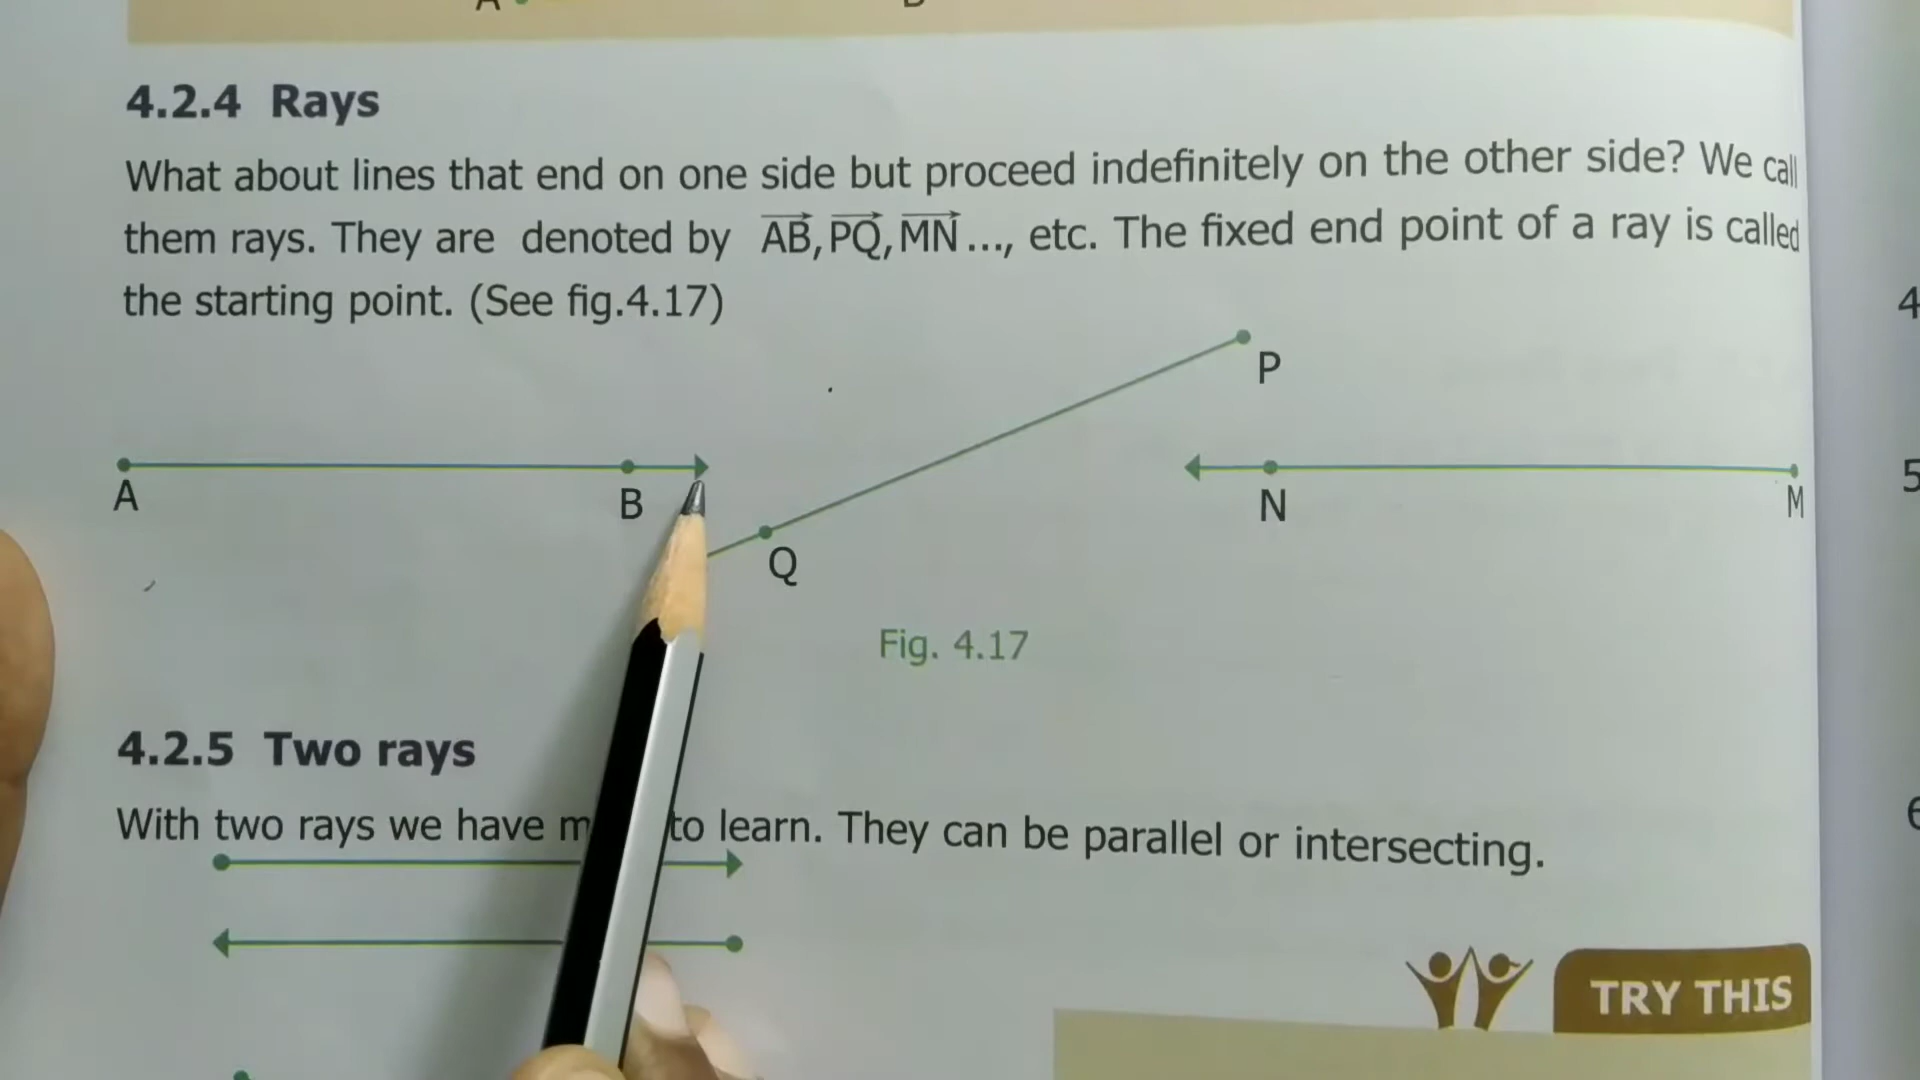 4.2.4 Rays
What about lines that end on one side but proceed indefinitely on the other side? We call
them rays. They are denoted by AB, PQ, MN ..., etc. The fixed end point of a ray is called
the starting point. (See fig.4.17)
P
A
B
N
M
Q
Fig. 4.17
4.2.5 Two rays
With two rays we have to learn. They can be parallel or intersecting.
TRY THIS
4
5
6